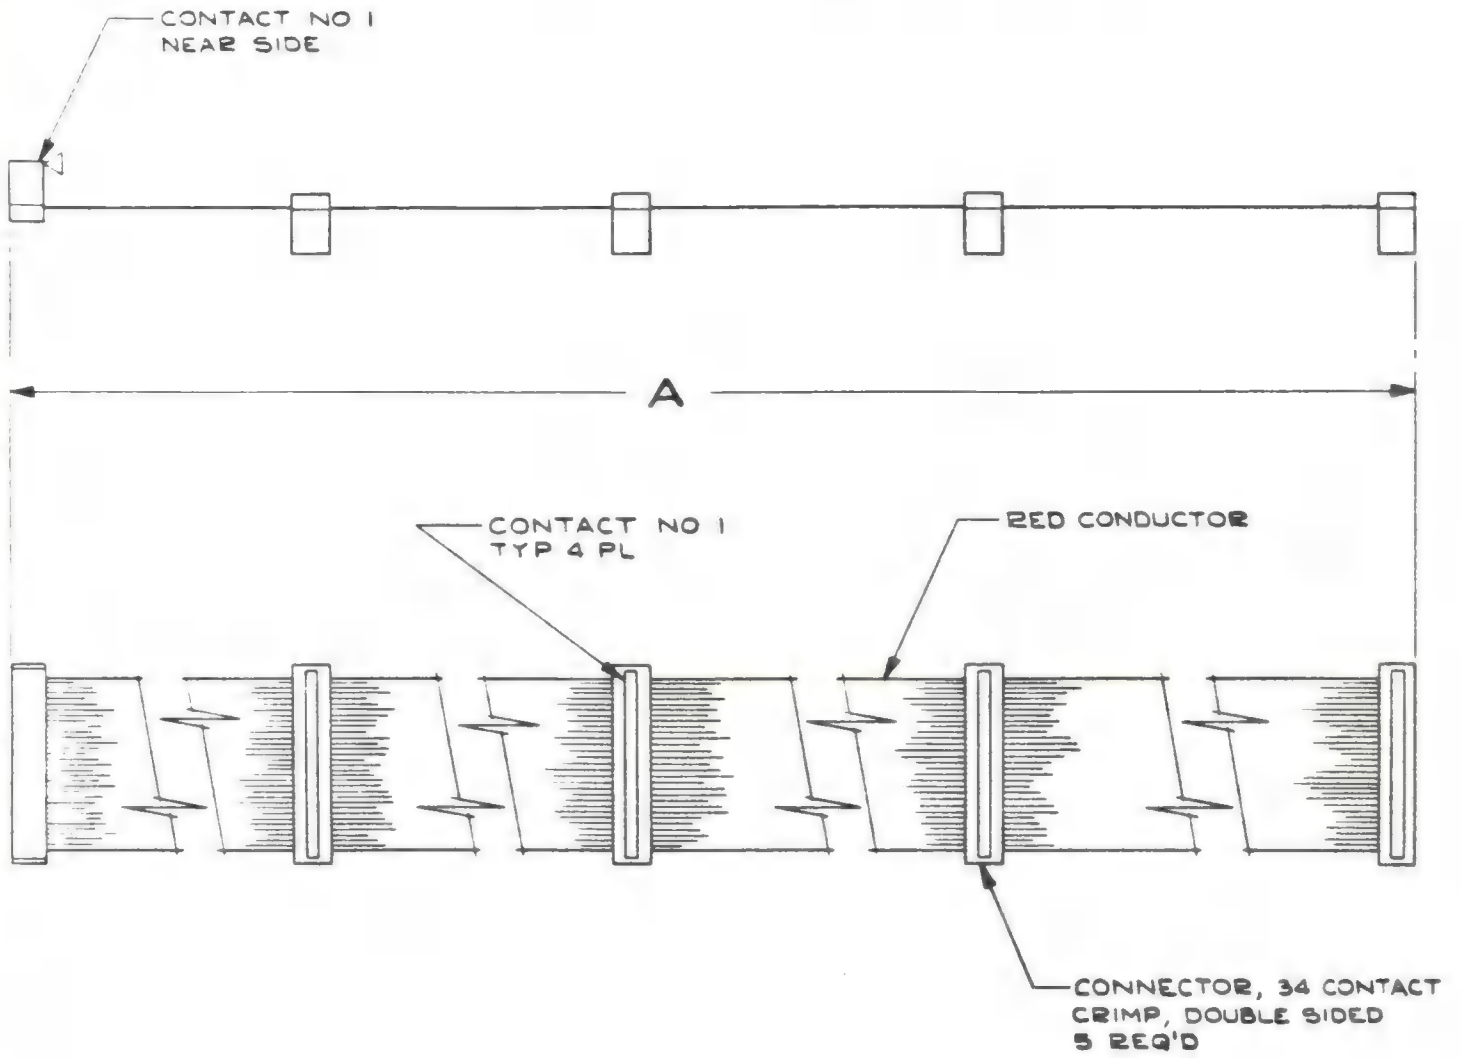 CONTACT NO 1
NEAR SIDE
A
CONTACT NO 1
TYP 4 PL
RED CONDUCTOR
CONNECTOR, 34 CONTACT
CRIMP, DOUBLE SIDED
5 REQ'D